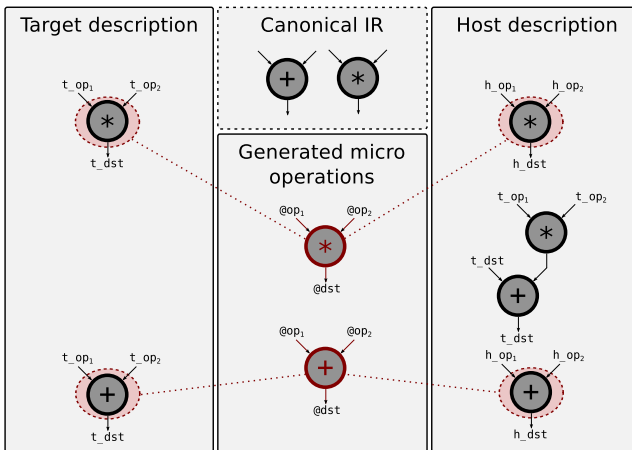 Target description
t_op₁ t_op₂
*
t_dst
t_op₁ t_op₂
+
t_dst
Canonical IR
+ *
Generated micro
operations
@op₁ @op₂
*
@dst
@op₁ @op₂
+
@dst
Host description
h_op₁ h_op₂
*
h_dst
t_op₁ t_op₂
*
t_dst
+
t_dst
h_op₁ h_op₂
+
h_dst